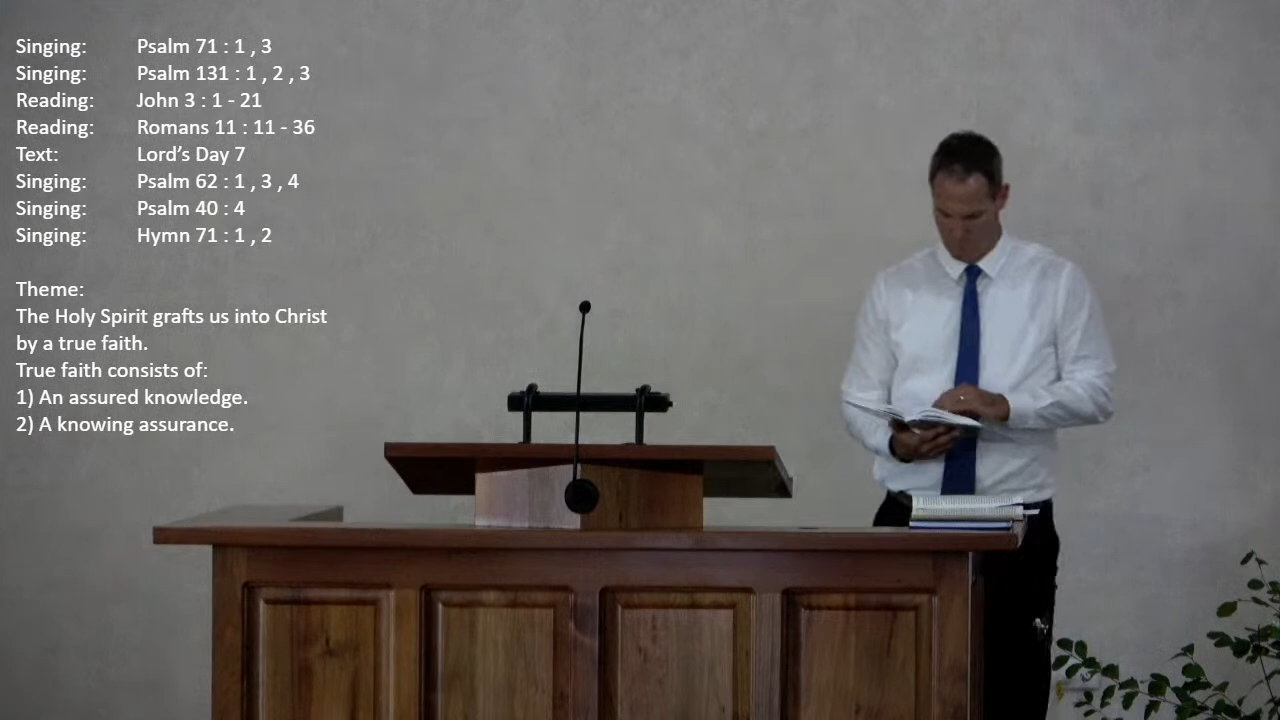 Singing: Psalm 71 : 1 , 3
Singing: Psalm 131 : 1 , 2 , 3
Reading: John 3 : 1 - 21
Reading: Romans 11 : 11 - 36
Text: Lord's Day 7
Singing: Psalm 62 : 1 , 3 , 4
Singing: Psalm 40 : 4
Singing: Hymn 71 : 1 , 2
Theme:
The Holy Spirit grafts us into Christ
by a true faith.
True faith consists of:
1) An assured knowledge.
2) A knowing assurance.